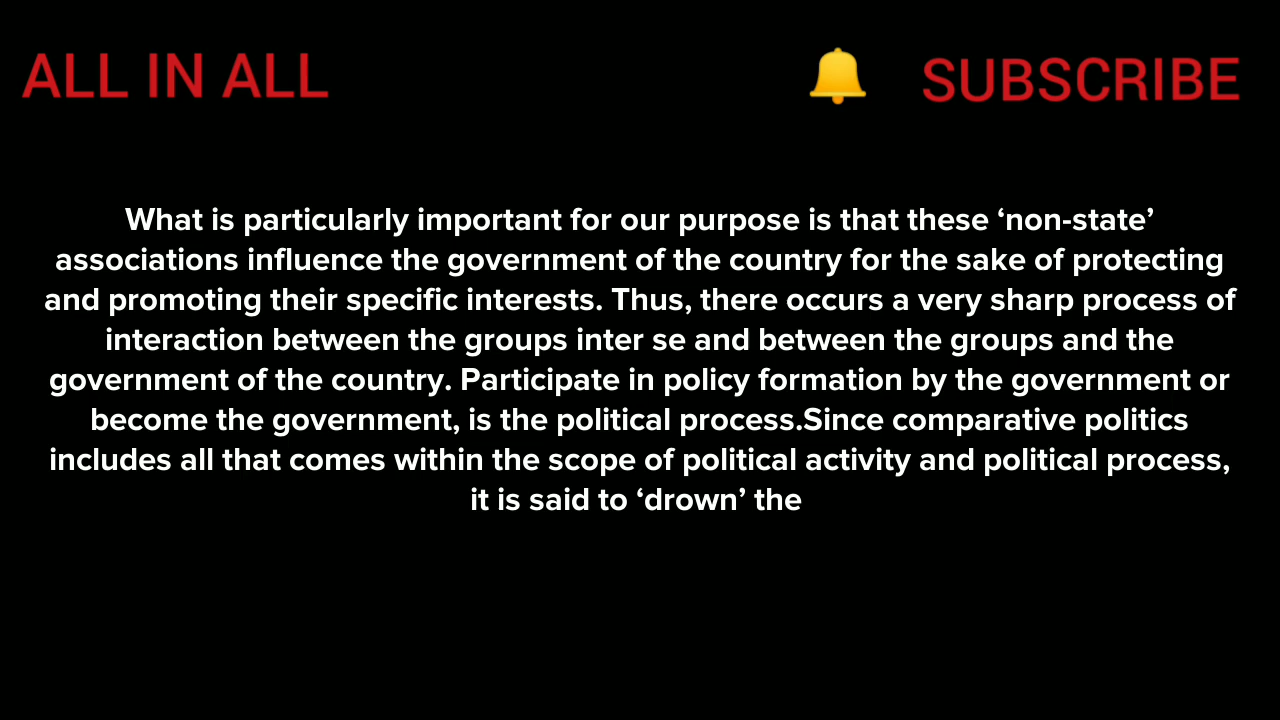 ALL IN ALL
SUBSCRIBE
What is particularly important for our purpose is that these ‘non-state’
associations influence the government of the country for the sake of protecting
and promoting their specific interests. Thus, there occurs a very sharp process of
interaction between the groups inter se and between the groups and the
government of the country. Participate in policy formation by the government or
become the government, is the political process.Since comparative politics
includes all that comes within the scope of political activity and political process,
it is said to ‘drown’ the